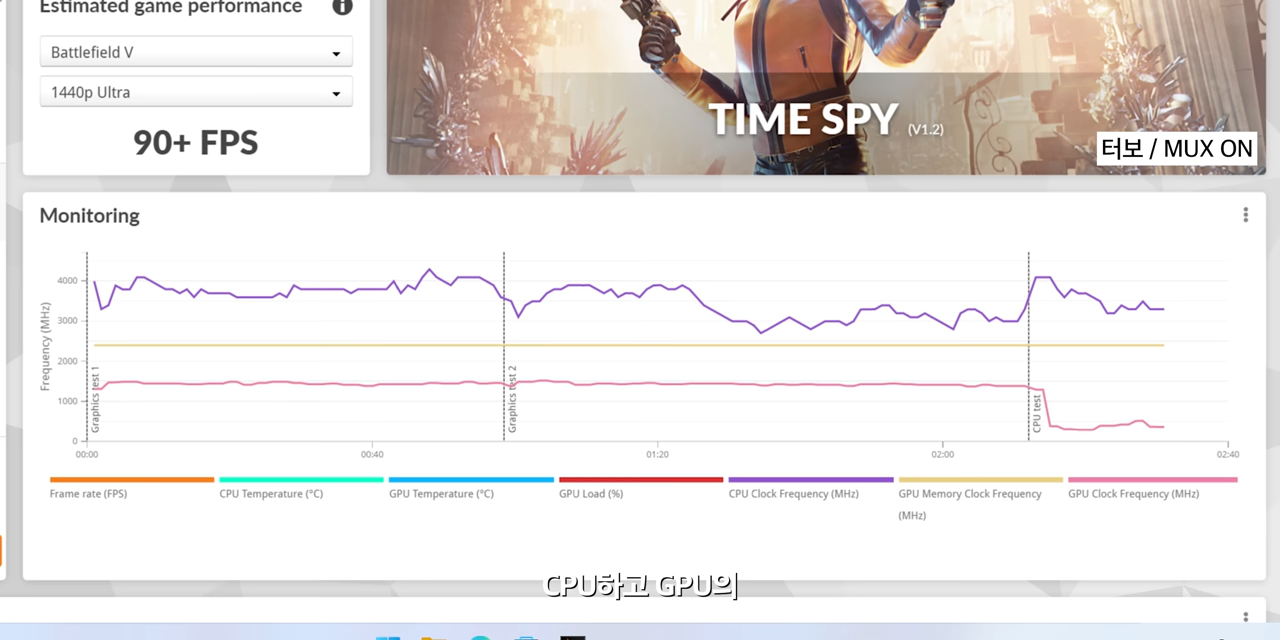 Estimated game performance
Battlefield V
1440p Ultra
90+ FPS
TIME SPY (V1.2)
터보 / MUX ON
Monitoring
Frequency (MHz)
4000
3000
2000
1000
0
Graphics test 1
Graphics test 2
CPU test
00:00
00:40
01:20
02:00
02:40
Frame rate (FPS)
CPU Temperature (°C)
GPU Temperature (°C)
GPU Load (%)
CPU Clock Frequency (MHz)
GPU Memory Clock Frequency
(MHz)
GPU Clock Frequency (MHz)
CPU하고 GPU의